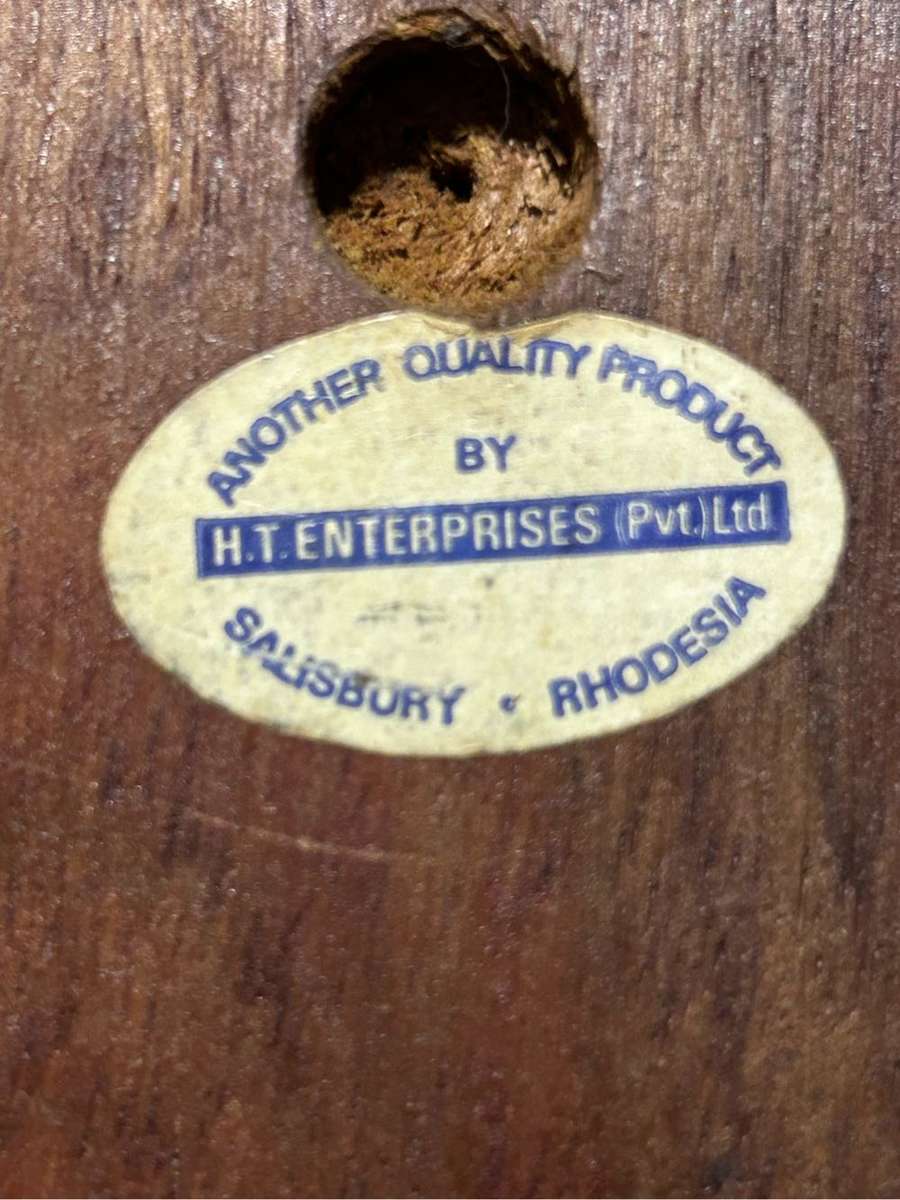 ANOTHER QUALITY PRODUCT
BY
H.T. ENTERPRISES (Pvt.) Ltd
SALISBURY • RHODESIA